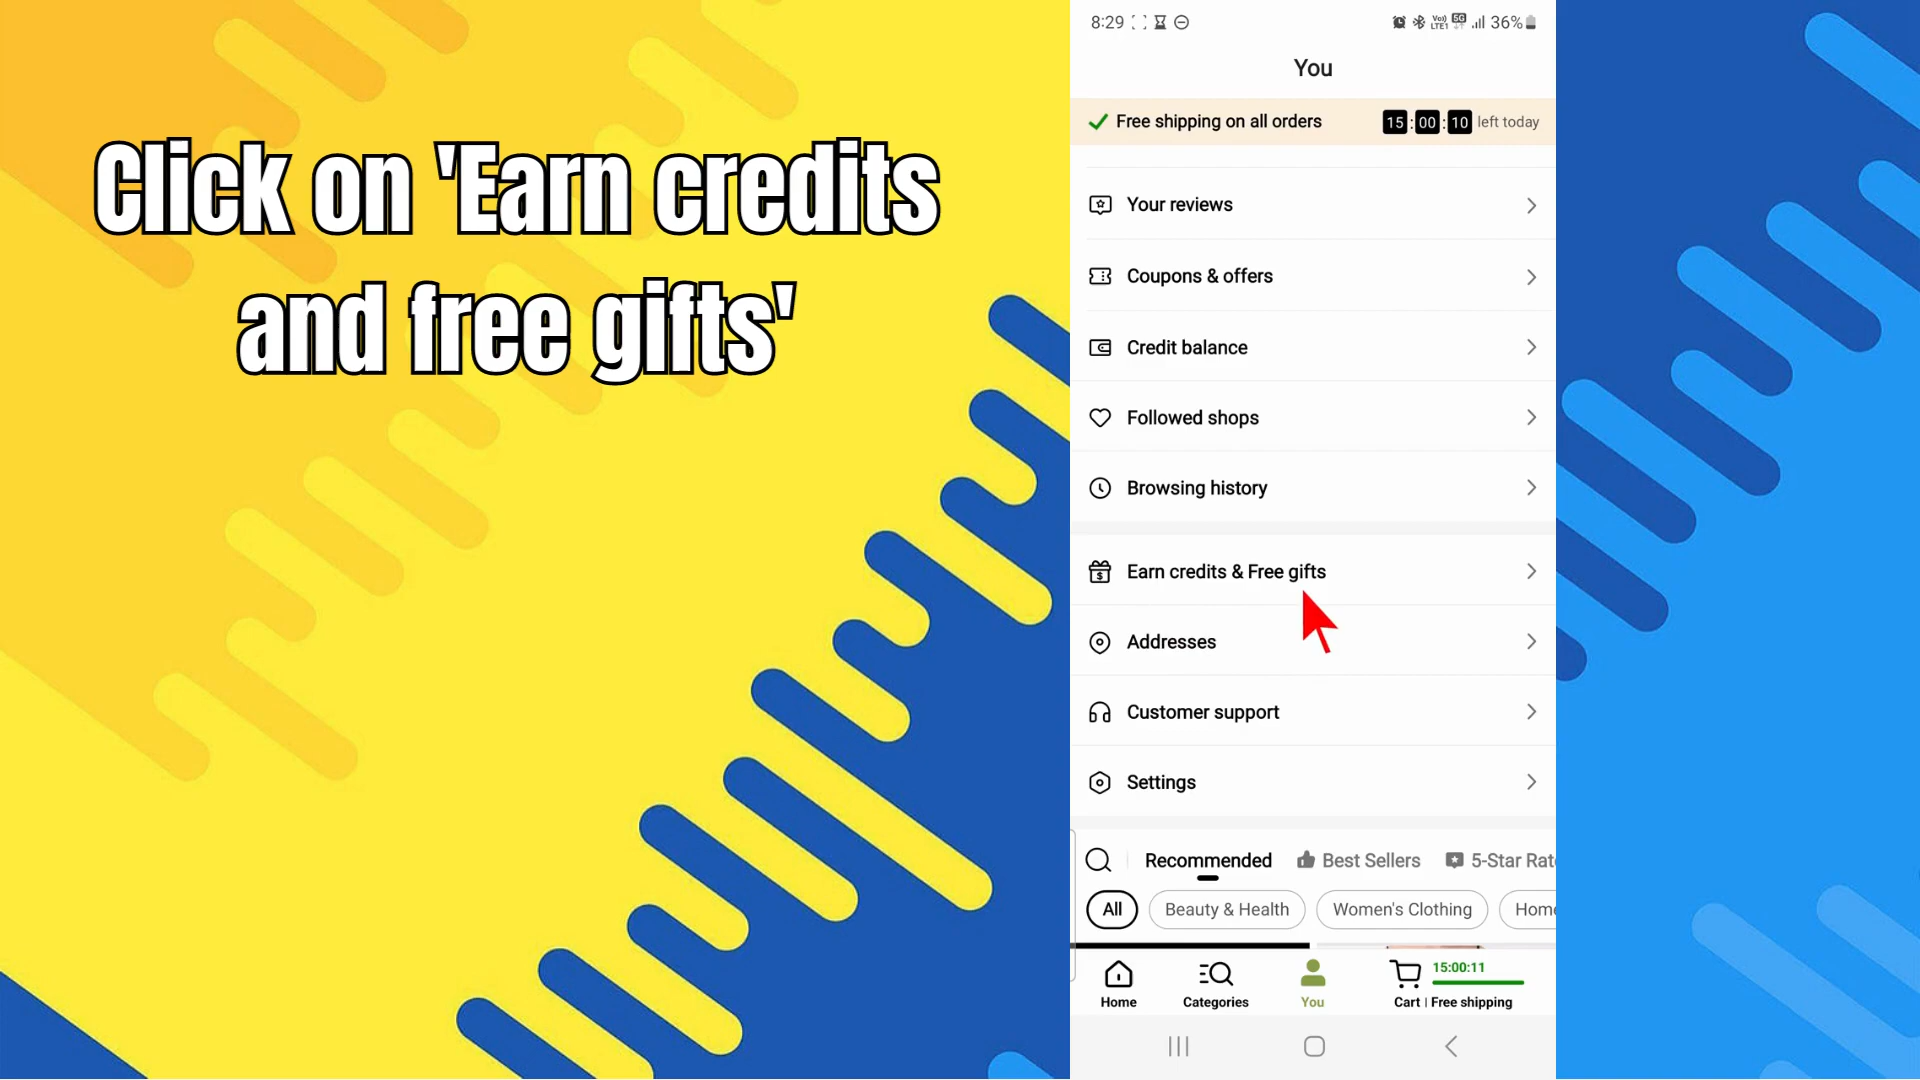 Click on 'Earn credits
and free gifts'
8:29
36%
You
Free shipping on all orders
15:00:10 left today
Your reviews
Coupons & offers
Credit balance
Followed shops
Browsing history
Earn credits & Free gifts
Addresses
Customer support
Settings
Recommended
Best Sellers
5-Star Rat
All
Beauty & Health
Women's Clothing
Home
Home
Categories
You
15:00:11
Cart | Free shipping